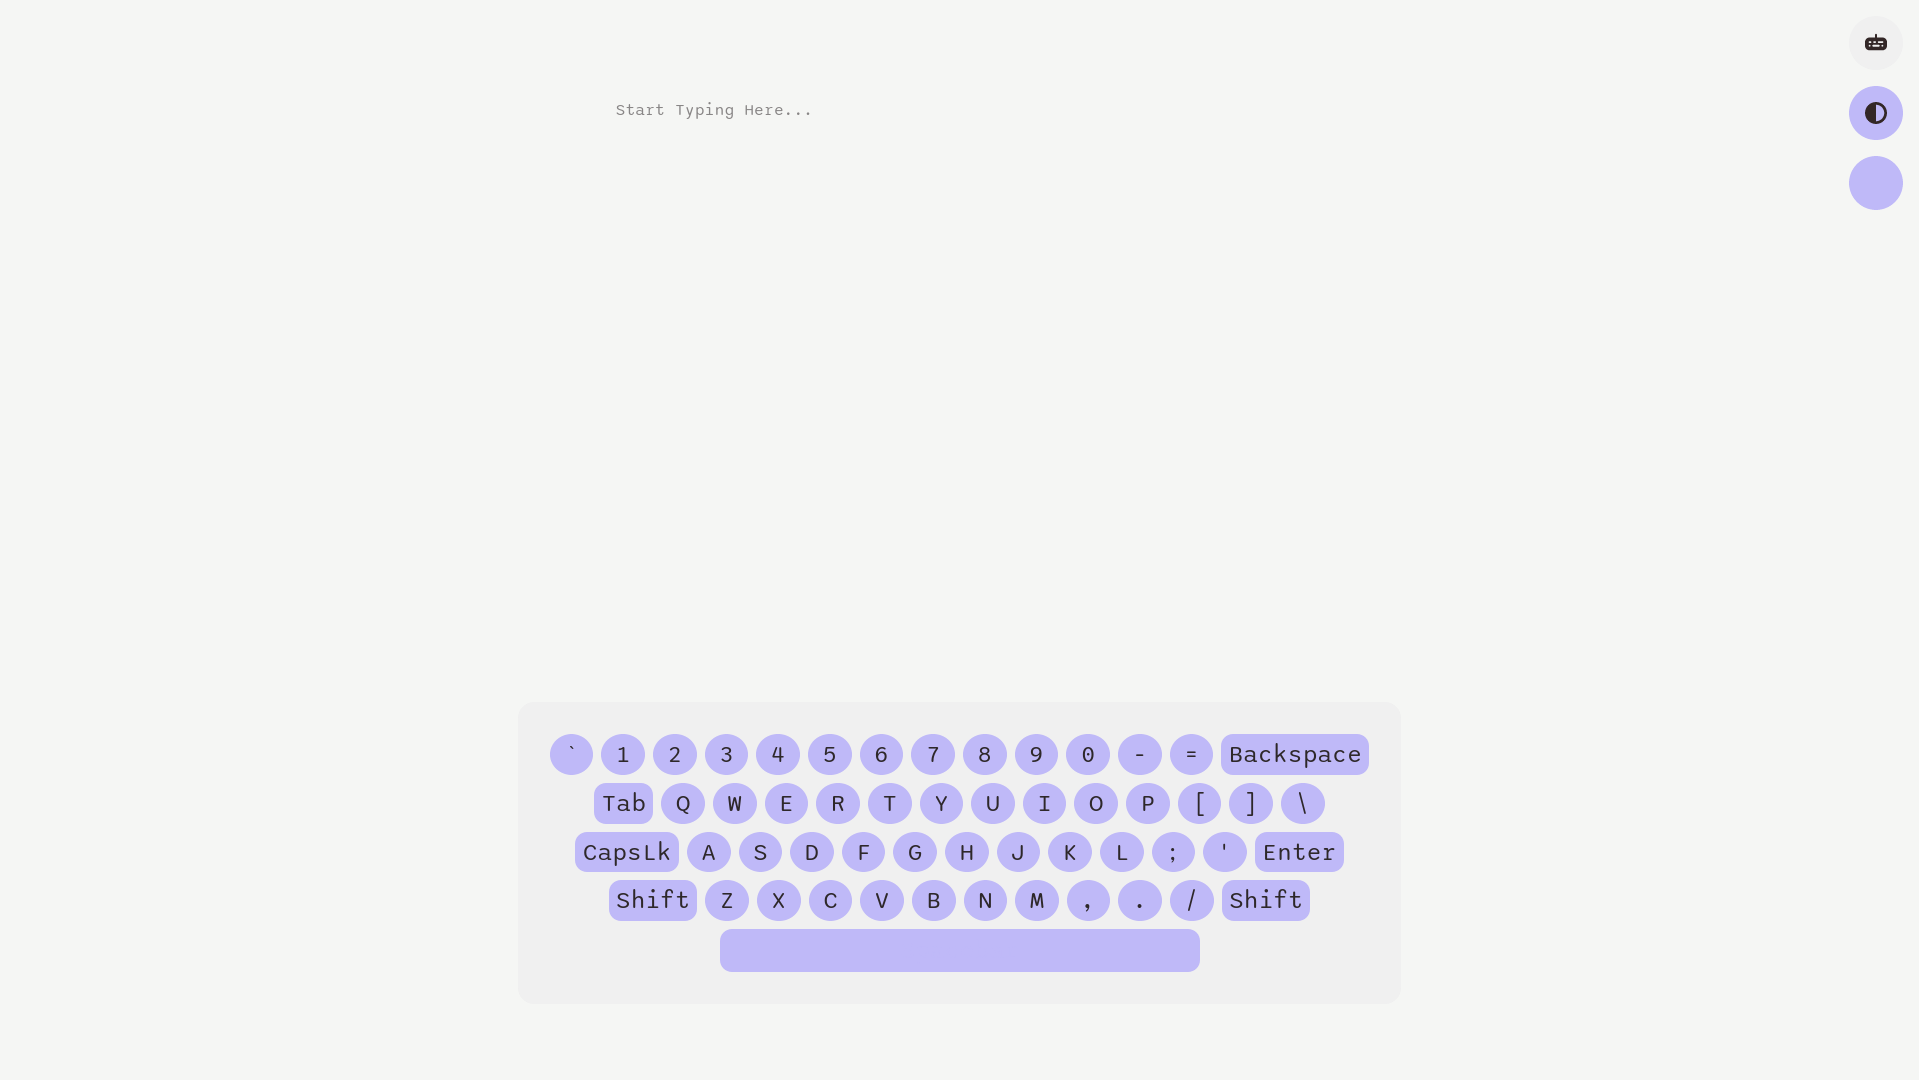 Start Typing Here...
` 1 2 3 4 5 6 7 8 9 0 - = Backspace
Tab Q W E R T Y U I O P [ ] \
CapsLk A S D F G H J K L ; ' Enter
Shift Z X C V B N M , . / Shift